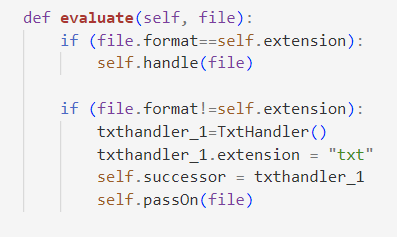 def evaluate(self, file):
    if (file.format==self.extension):
        self.handle(file)

    if (file.format!=self.extension):
        txthandler_1=TxtHandler()
        txthandler_1.extension = "txt"
        self.successor = txthandler_1
        self.passOn(file)